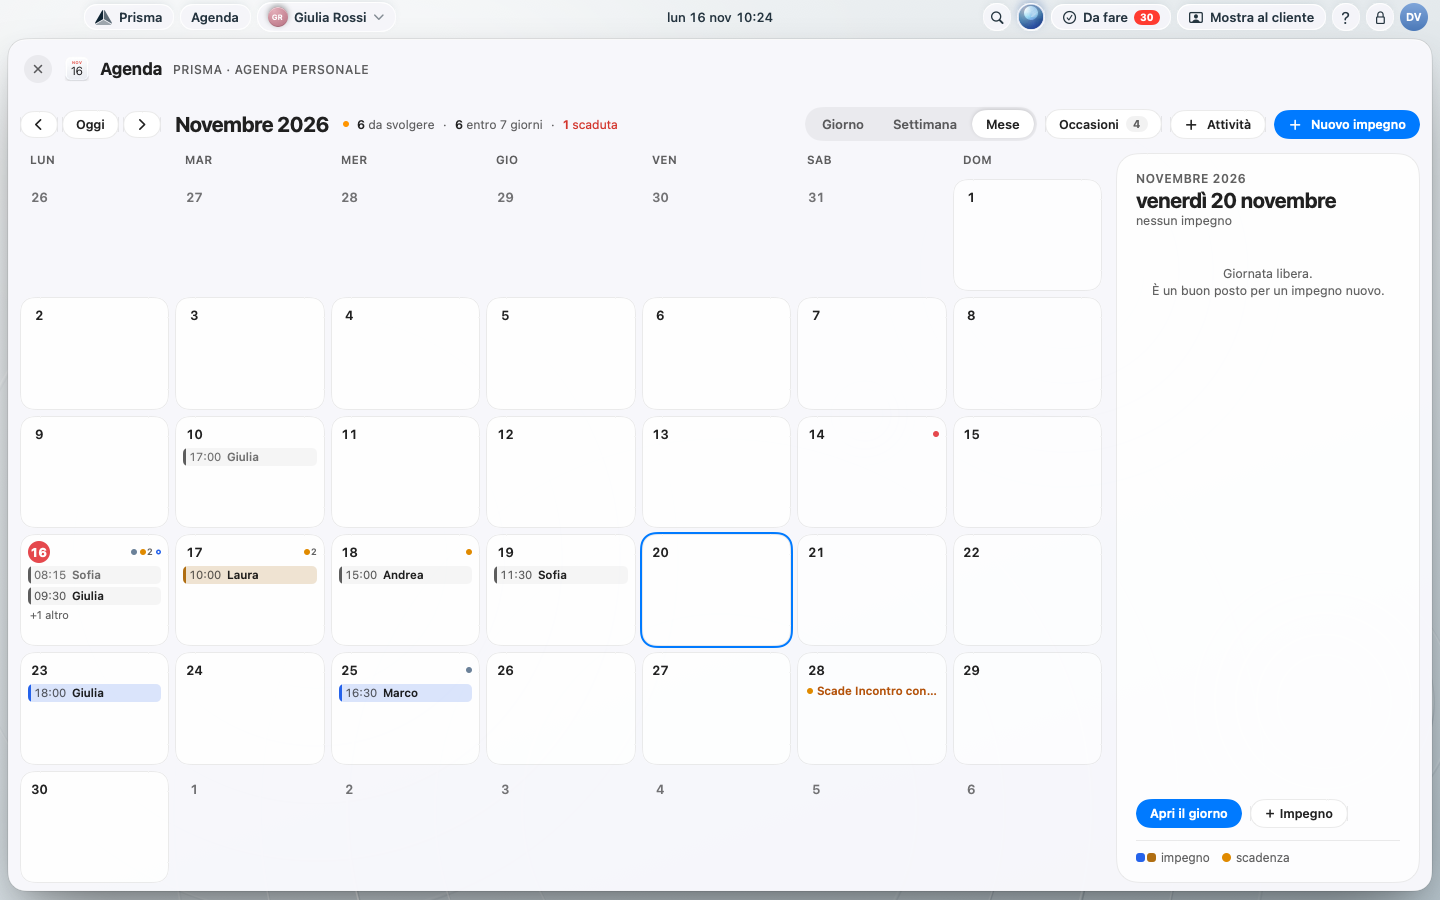 Prisma
Agenda
GR
Giulia Rossi
lun 16 nov 10:24
Da fare 30
Mostra al cliente
?
DV
NOV
16
Agenda
PRISMA · AGENDA PERSONALE
Oggi
Novembre 2026
6 da svolgere · 6 entro 7 giorni · 1 scaduta
Giorno
Settimana
Mese
Occasioni 4
+ Attività
+ Nuovo impegno
LUN MAR MER GIO VEN SAB DOM
26 27 28 29 30 31 1
2 3 4 5 6 7 8
9 10 11 12 13 14 15
17:00 Giulia
16 2 17 2 18 19 20 21 22
08:15 Sofia 10:00 Laura 15:00 Andrea 11:30 Sofia
09:30 Giulia
+1 altro
23 24 25 26 27 28 29
18:00 Giulia 16:30 Marco Scade Incontro con...
30 1 2 3 4 5 6
NOVEMBRE 2026
venerdì 20 novembre
nessun impegno
Giornata libera.
È un buon posto per un impegno nuovo.
Apri il giorno
+ Impegno
impegno
scadenza